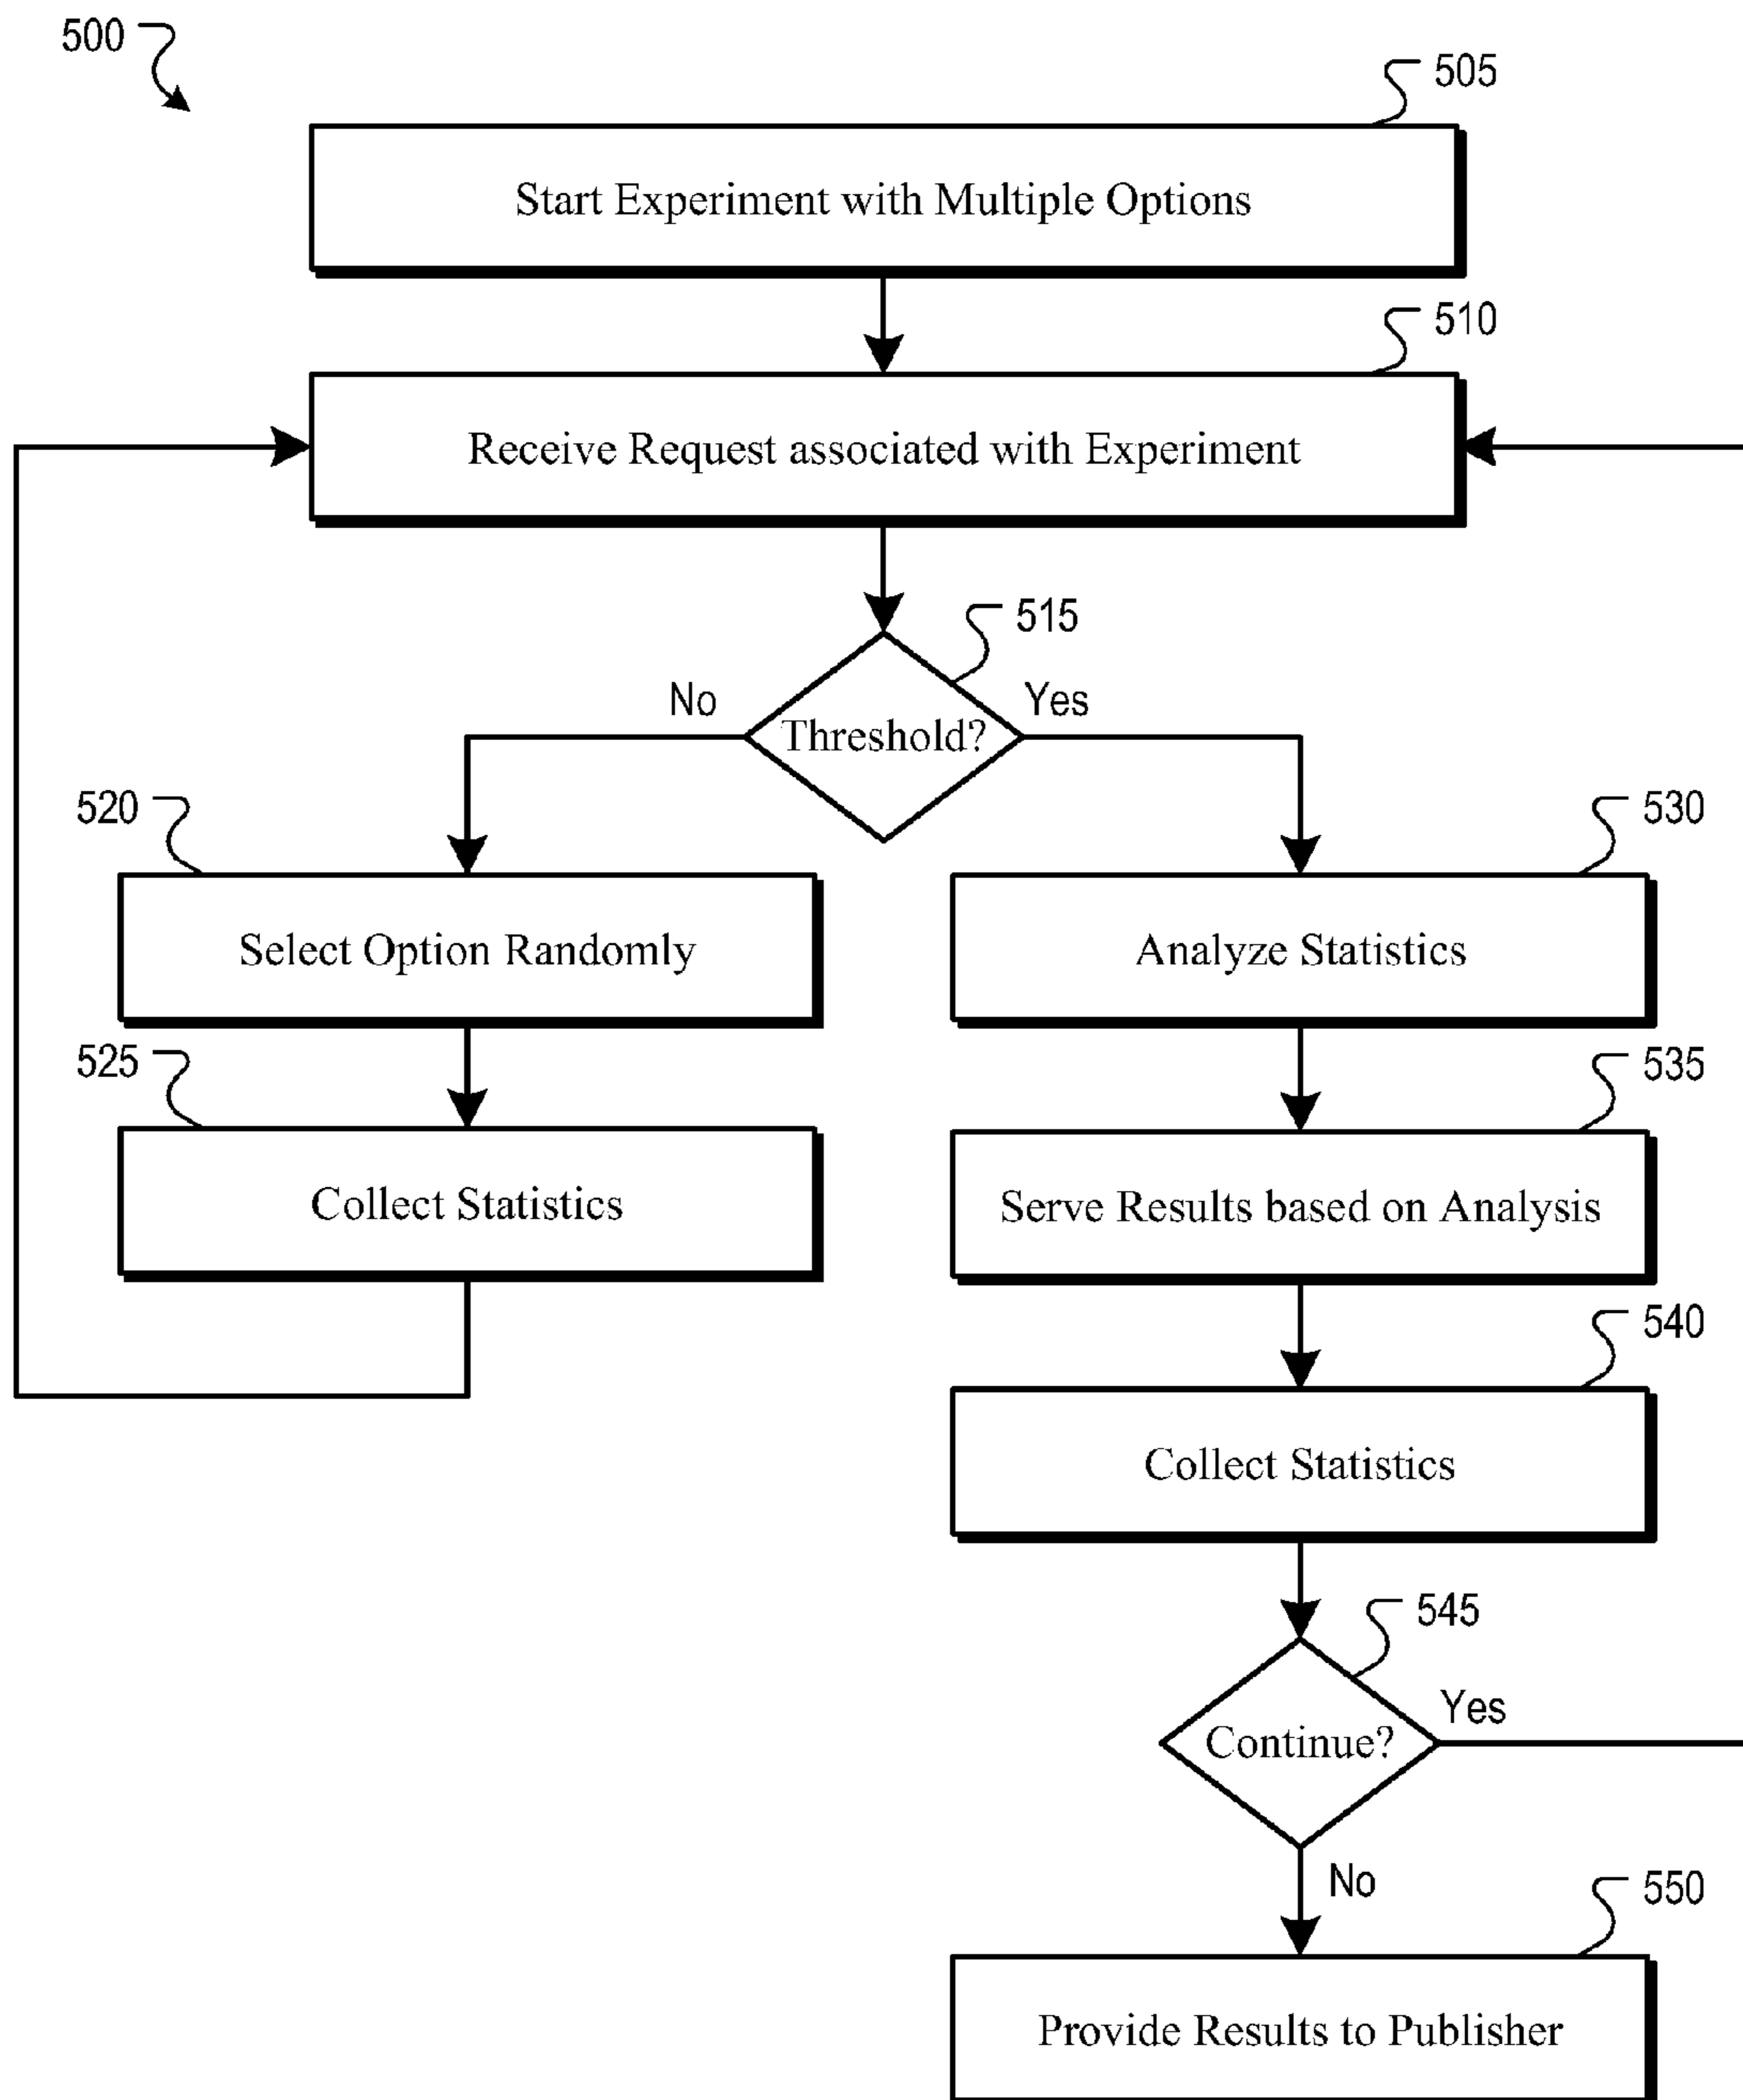 500
505
Start Experiment with Multiple Options
510
Receive Request associated with Experiment
515
No
Yes
Threshold?
520
530
Select Option Randomly
Analyze Statistics
525
535
Collect Statistics
Serve Results based on Analysis
540
Collect Statistics
545
Yes
Continue?
No
550
Provide Results to Publisher